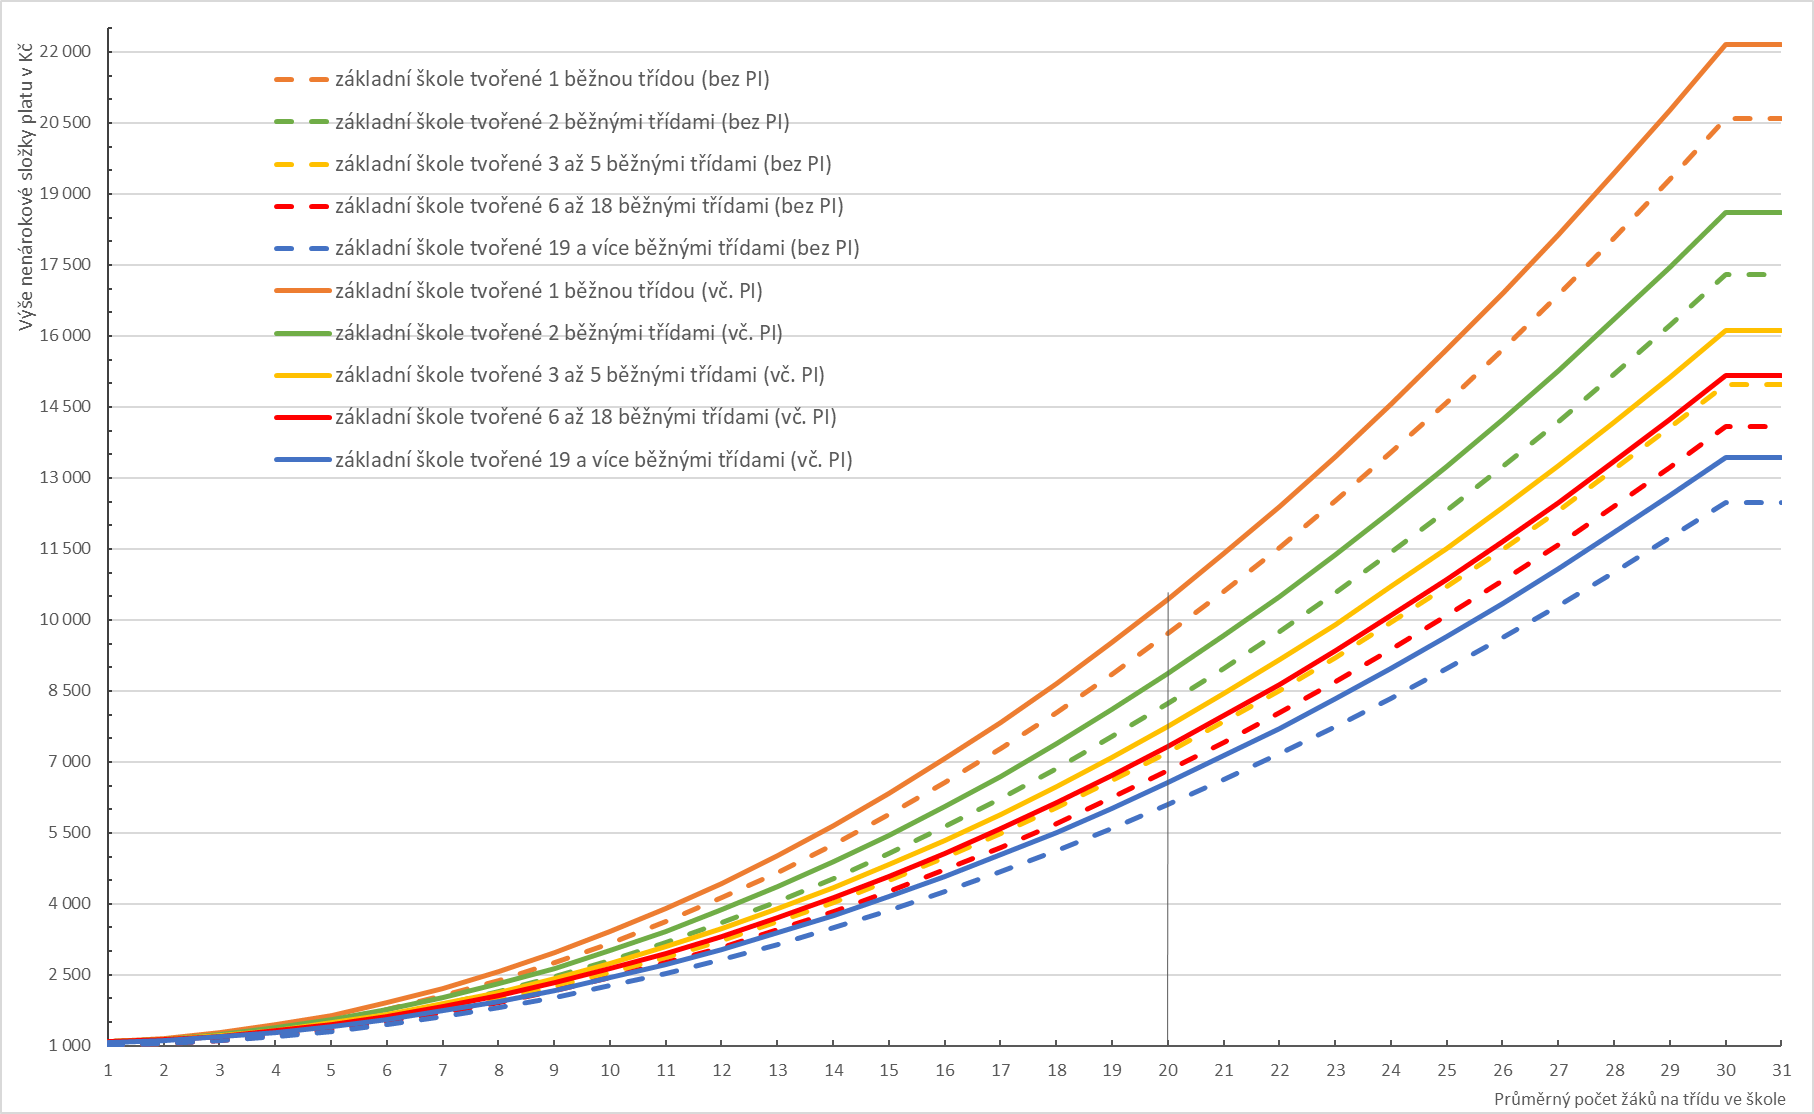 Výše nenárokové složky platu v Kč
22 000
20 500
19 000
17 500
16 000
14 500
13 000
11 500
10 000
8 500
7 000
5 500
4 000
2 500
1 000
základní škole tvořené 1 běžnou třídou (bez PI)
základní škole tvořené 2 běžnými třídami (bez PI)
základní škole tvořené 3 až 5 běžnými třídami (bez PI)
základní škole tvořené 6 až 18 běžnými třídami (bez PI)
základní škole tvořené 19 a více běžnými třídami (bez PI)
základní škole tvořené 1 běžnou třídou (vč. PI)
základní škole tvořené 2 běžnými třídami (vč. PI)
základní škole tvořené 3 až 5 běžnými třídami (vč. PI)
základní škole tvořené 6 až 18 běžnými třídami (vč. PI)
základní škole tvořené 19 a více běžnými třídami (vč. PI)
1 2 3 4 5 6 7 8 9 10 11 12 13 14 15 16 17 18 19 20 21 22 23 24 25 26 27 28 29 30 31
Průměrný počet žáků na třídu ve škole